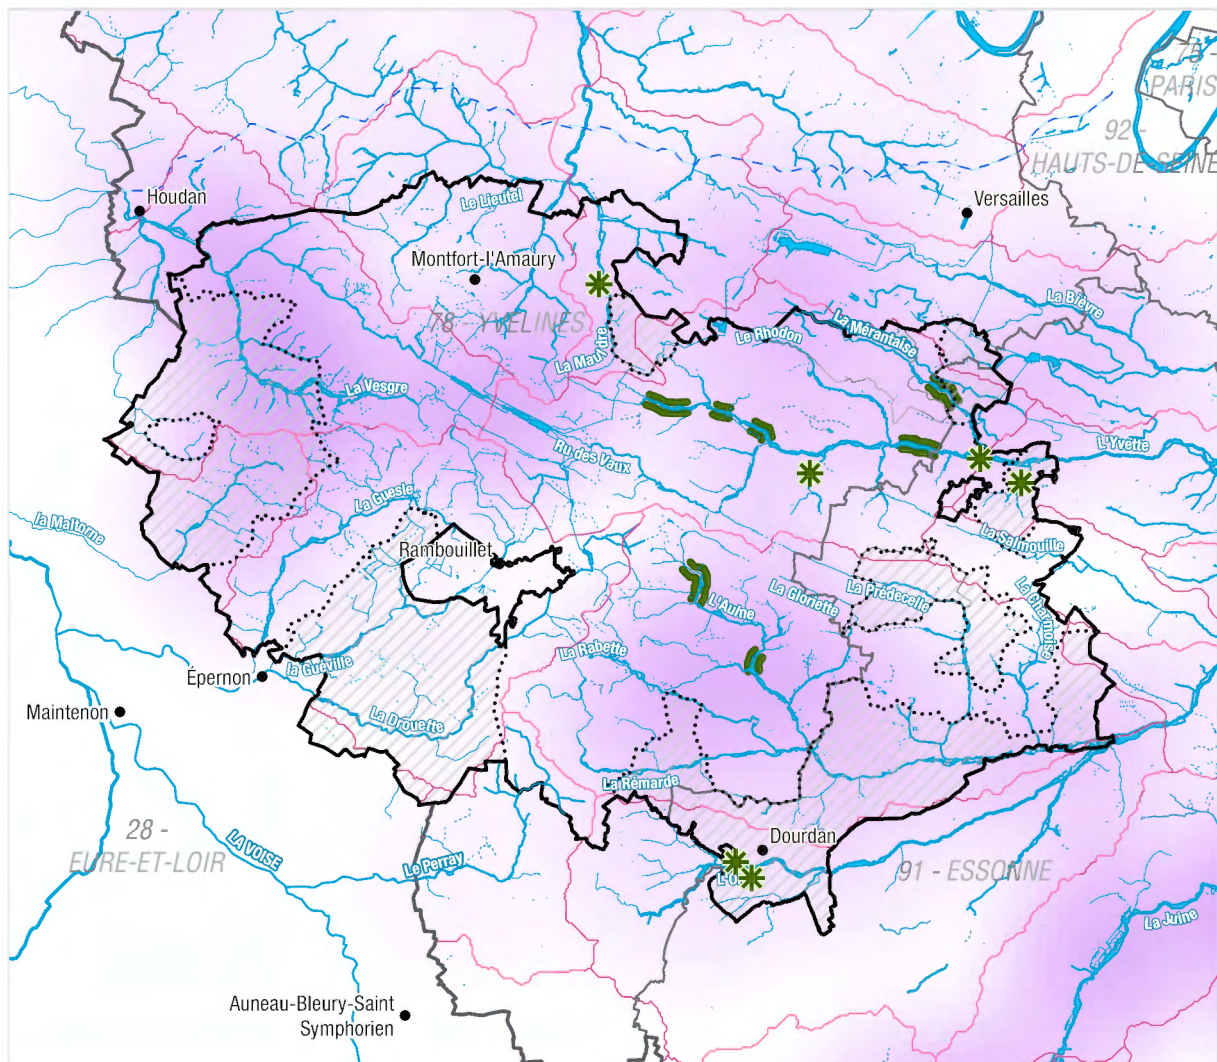 75 -
PARIS
92 -
HAUTS-DE-SEINE
Houdan
Le Lieutel
Versailles
Montfort-l'Amaury
La Bièvre
78 - YVELINES
La Mérantaise
Le Rhodon
La Mauldre
La Vesgre
L'Yvette
Ru des Vaux
La Guesle
la Maltorne
Rambouillet
La Salmouille
La Prédecelle
La Gloriette
La Charmoise
L'Aulne
La Rabette
la Guéville
Épernon
Maintenon
La Drouette
La Rémarde
28 -
EURE-ET-LOIR
Dourdan
LA VOISE
Le Perray
L'O
91 - ESSONNE
La Juine
Auneau-Bleury-Saint
Symphorien